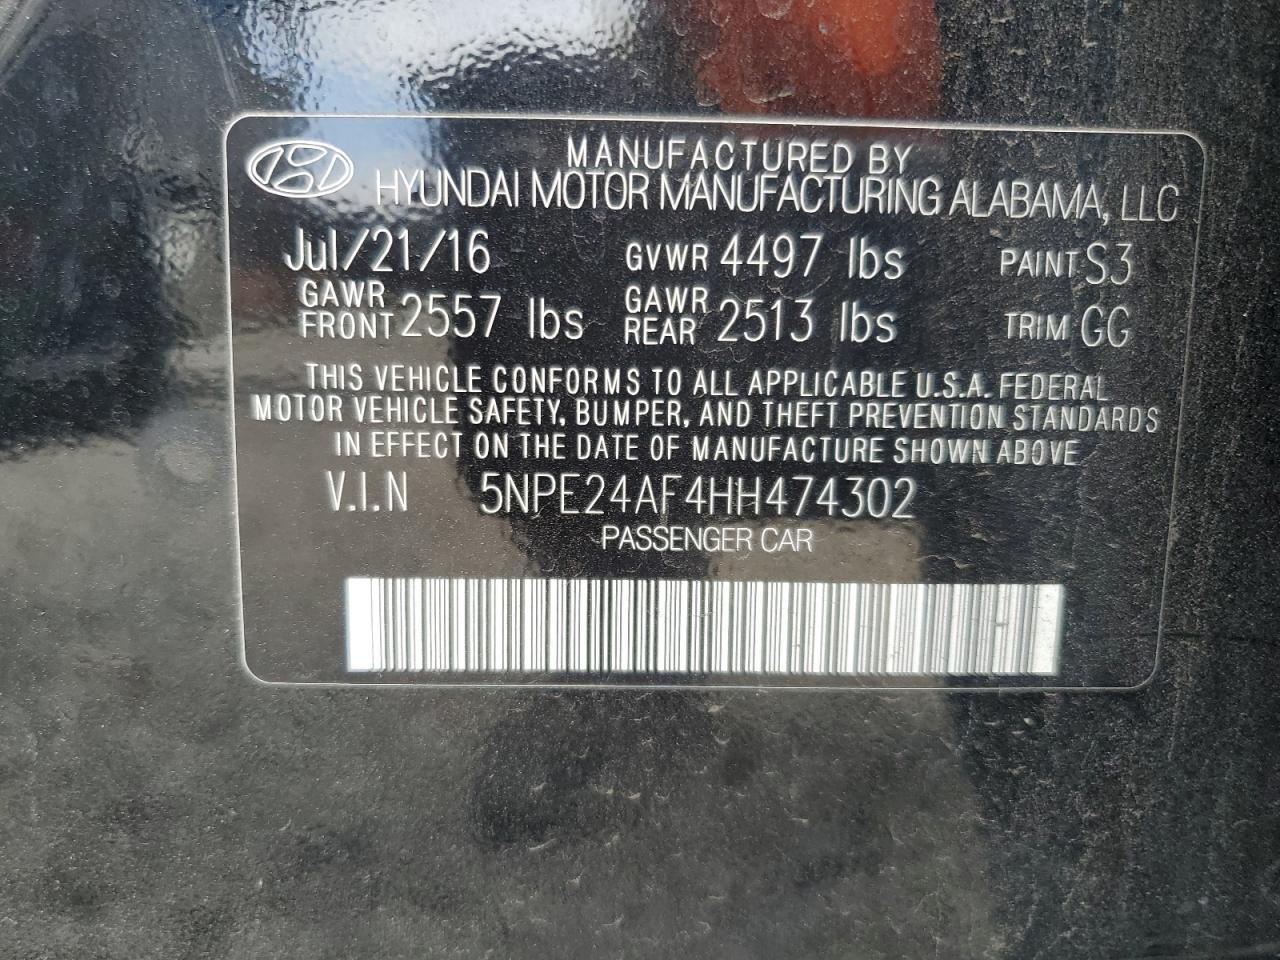 MANUFACTURED BY
HYUNDAI MOTOR MANUFACTURING ALABAMA, LLC
Jul/21/16 GVWR 4497 lbs PAINT S3
GAWR FRONT 2557 lbs GAWR REAR 2513 lbs TRIM GG
THIS VEHICLE CONFORMS TO ALL APPLICABLE U.S.A. FEDERAL
MOTOR VEHICLE SAFETY, BUMPER, AND THEFT PREVENTION STANDARDS
IN EFFECT ON THE DATE OF MANUFACTURE SHOWN ABOVE
V.I.N 5NPE24AF4HH474302
PASSENGER CAR